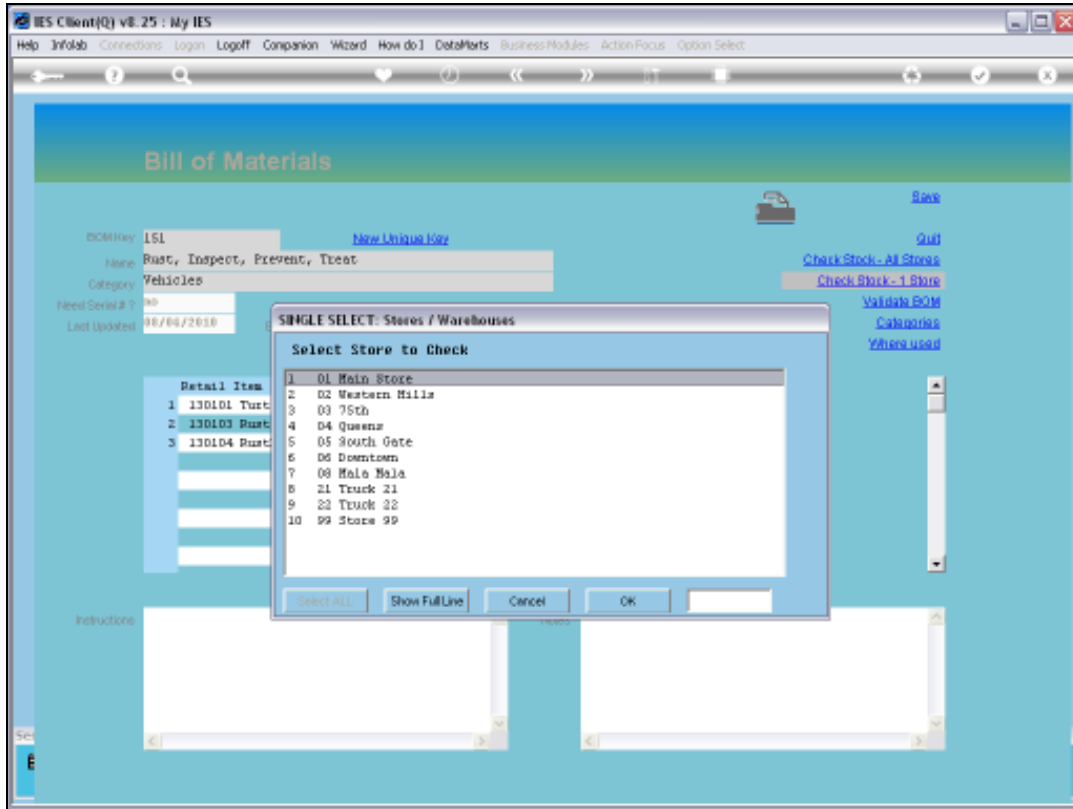 IES Client(Q) v8.25 : My IES
Help Infolab Connections Logon Logoff Companion Wizard How do I DataMarts Business Modules Action Focus Option Select
Bill of Materials
Save
BOM Key 151 New Unique Key Quit
Name Rust, Inspect, Prevent, Treat Check Stock - All Stores
Category Vehicles Check Stock - 1 Store
Need Serial # ? no Validate BOM
Last Updated 08/06/2010 Categories
Where used
SINGLE SELECT: Stores / Warehouses
Select Store to Check
1 01 Main Store
2 02 Western Mills
3 03 75th
4 04 Queens
5 05 South Gate
6 06 Downtown
7 08 Mala Mala
8 21 Truck 21
9 22 Truck 22
10 99 Store 99
Select ALL Show Full Line Cancel OK
Retail Item
1 130101 Turt
2 130103 Rust
3 130104 Rust
Instructions Notes